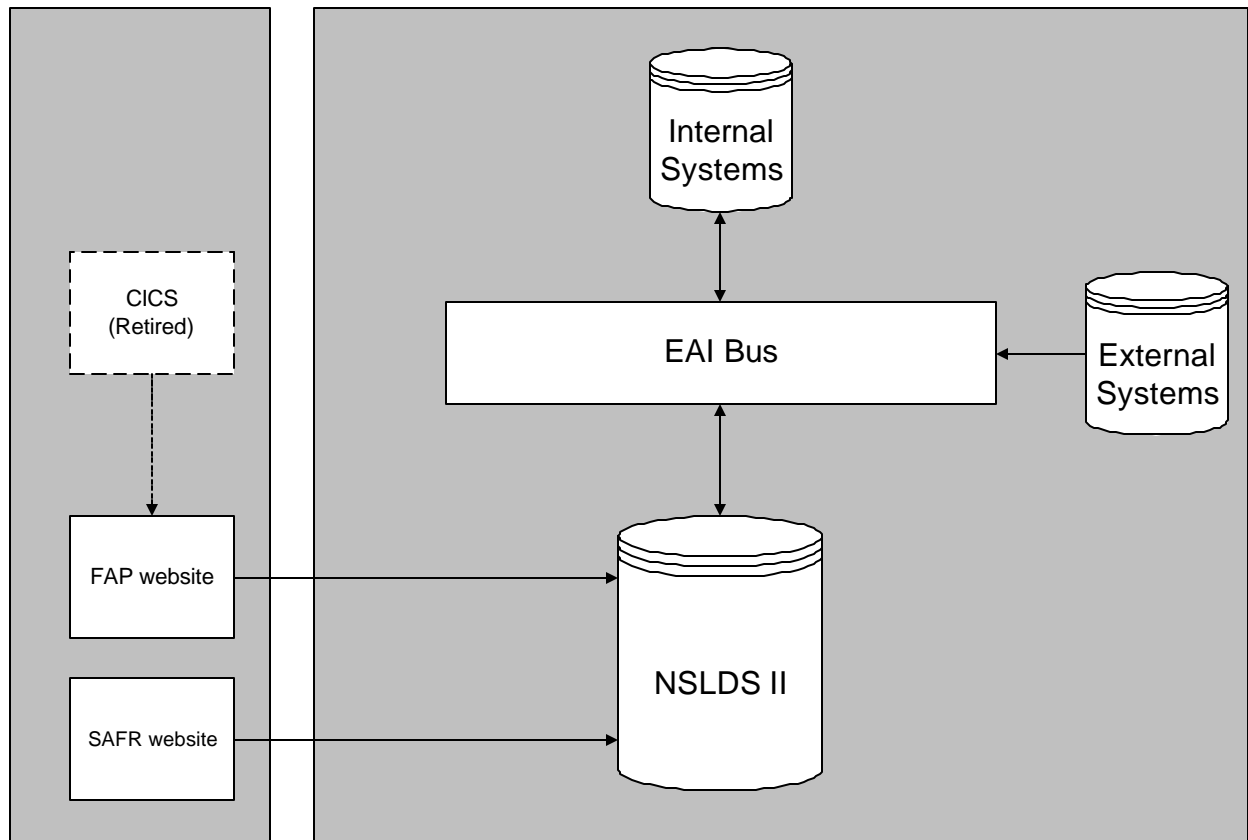 Internal
Systems
CICS
(Retired)
EAI Bus
External
Systems
FAP website
NSLDS II
SAFR website